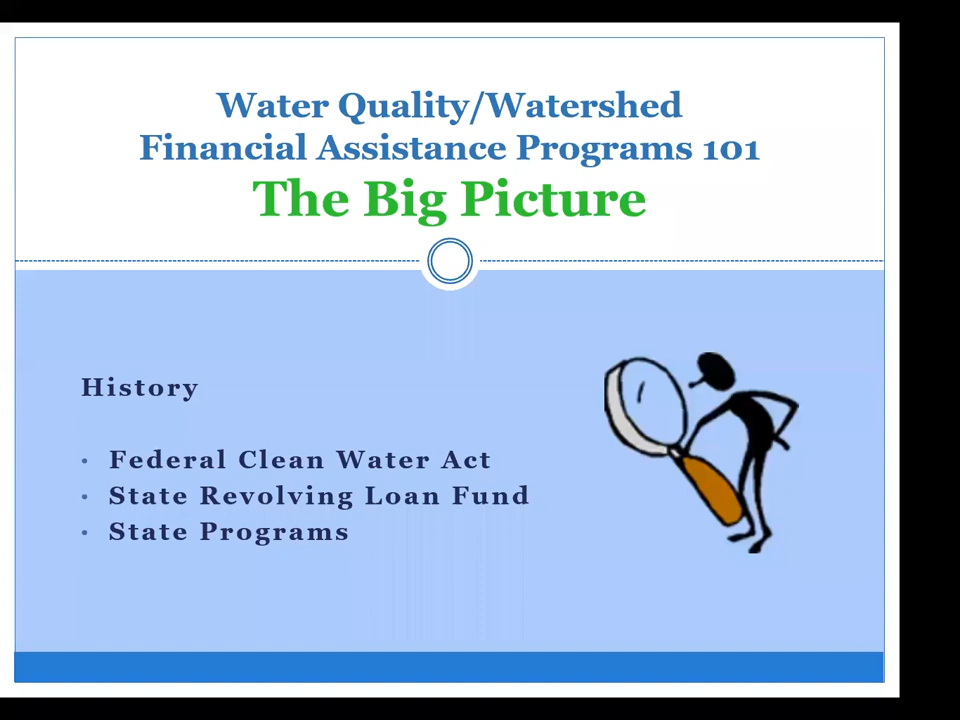 Water Quality/Watershed
Financial Assistance Programs 101
The Big Picture
History
• Federal Clean Water Act
• State Revolving Loan Fund
• State Programs